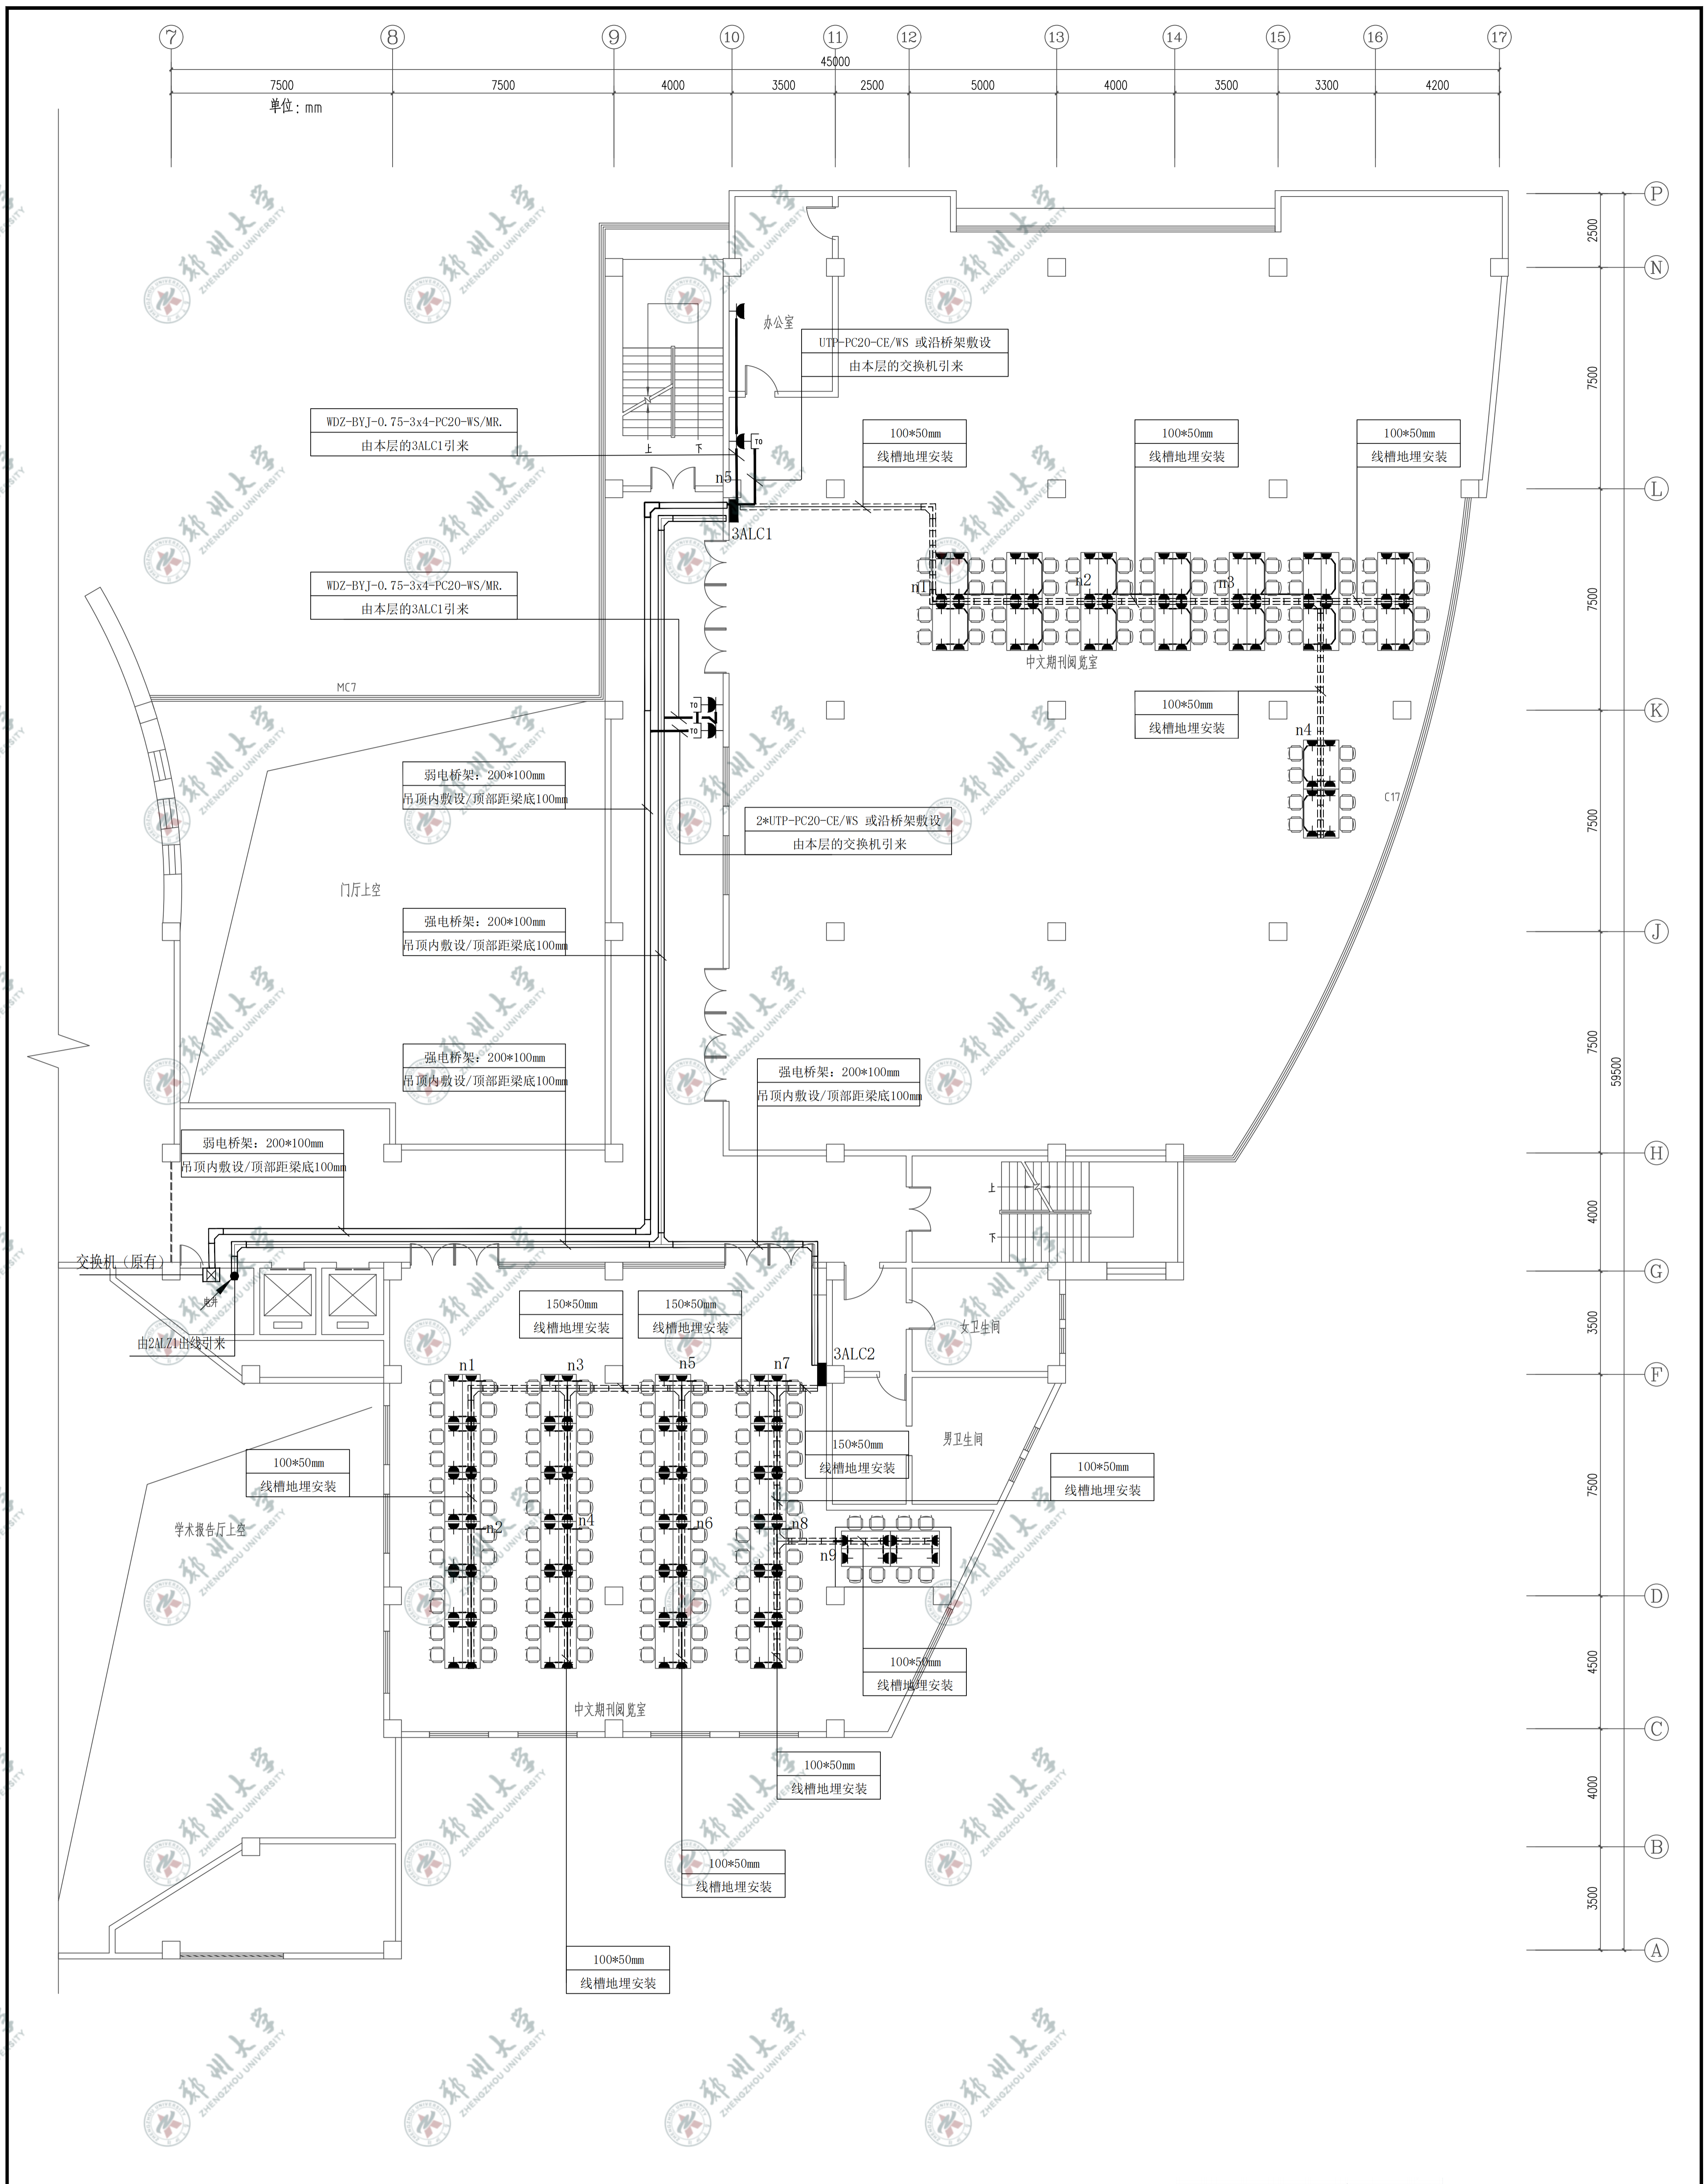 7 8 9 10 11 12 13 14 15 16 17
45000
7500 7500 4000 3500 2500 5000 4000 3500 3300 4200
单位：mm
P
2500
N
7500
L
7500
K
7500
J
7500
59500
H
4000
G
3500
F
7500
D
4500
C
4000
B
3500
A
办公室
UTP-PC20-CE/WS 或沿桥架敷设
由本层的交换机引来
WDZ-BYJ-0.75-3x4-PC20-WS/MR.
由本层的3ALC1引来
上 下
TO
n5
3ALC1
100*50mm
线槽地埋安装
100*50mm
线槽地埋安装
100*50mm
线槽地埋安装
WDZ-BYJ-0.75-3x4-PC20-WS/MR.
由本层的3ALC1引来
n1 n2 n3
中文期刊阅览室
MC7
TO
TO
100*50mm
线槽地埋安装
n4
C17
弱电桥架：200*100mm
吊顶内敷设/顶部距梁底100mm
2*UTP-PC20-CE/WS 或沿桥架敷设
由本层的交换机引来
门厅上空
强电桥架：200*100mm
吊顶内敷设/顶部距梁底100mm
强电桥架：200*100mm
吊顶内敷设/顶部距梁底100mm
强电桥架：200*100mm
吊顶内敷设/顶部距梁底100mm
弱电桥架：200*100mm
吊顶内敷设/顶部距梁底100mm
上
下
交换机（原有）
电井
由2ALZ1出线引来
150*50mm
线槽地埋安装
150*50mm
线槽地埋安装
女卫生间
3ALC2
n1 n3 n5 n7
150*50mm
线槽地埋安装
男卫生间
100*50mm
线槽地埋安装
100*50mm
线槽地埋安装
学术报告厅上空
n2 n4 n6 n8
n9
100*50mm
线槽地埋安装
中文期刊阅览室
100*50mm
线槽地埋安装
100*50mm
线槽地埋安装
100*50mm
线槽地埋安装
郑州大学
ZHENGZHOU UNIVERSITY